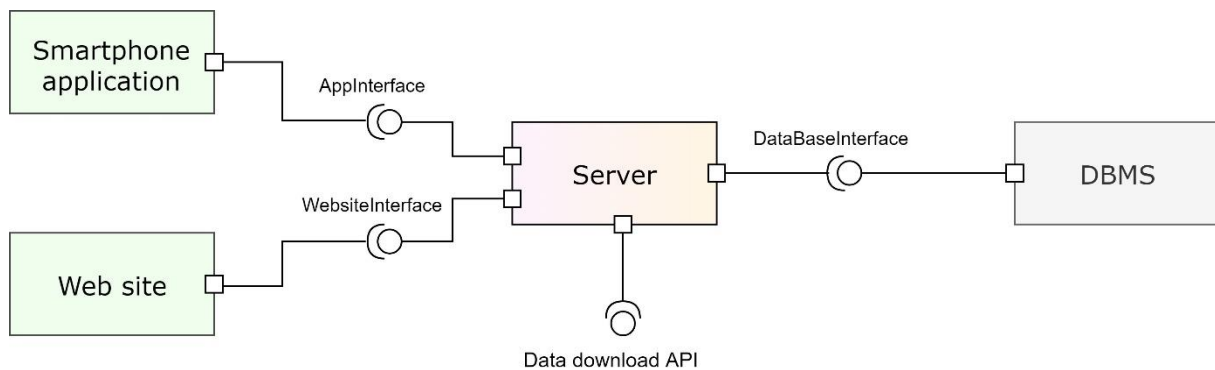 Smartphone
application
AppInterface
Server
DataBaseInterface
DBMS
WebsiteInterface
Web site
Data download API